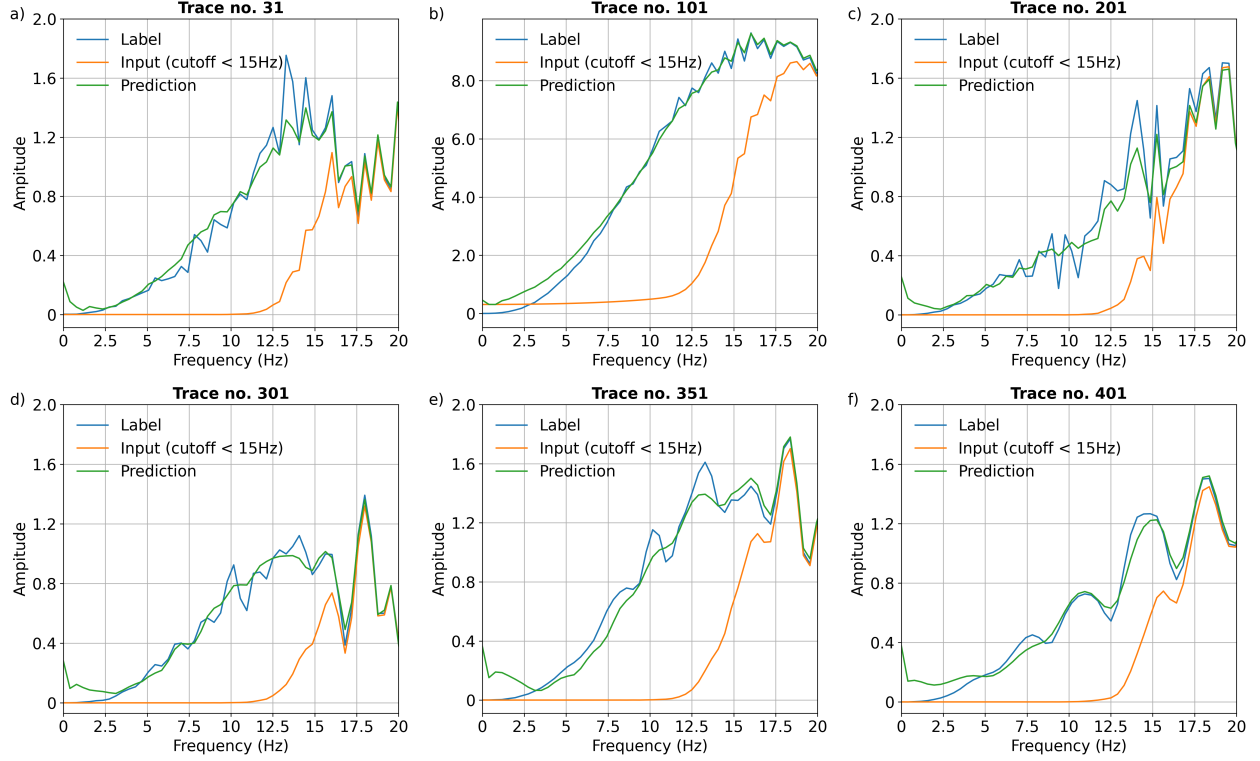 a)
Trace no. 31
2.0
1.6
1.2
0.8
0.4
0
Ampitude
Label
Input (cutoff < 15Hz)
Prediction
0 2.5 5 7.5 10 12.5 15 17.5 20
Frequency (Hz)
b)
Trace no. 101
8.0
6.0
4.0
2.0
0
Ampitude
Label
Input (cutoff < 15Hz)
Prediction
0 2.5 5 7.5 10 12.5 15 17.5 20
Frequency (Hz)
c)
Trace no. 201
2.0
1.6
1.2
0.8
0.4
0
Ampitude
Label
Input (cutoff < 15Hz)
Prediction
0 2.5 5 7.5 10 12.5 15 17.5 20
Frequency (Hz)
d)
Trace no. 301
2.0
1.6
1.2
0.8
0.4
0
Ampitude
Label
Input (cutoff < 15Hz)
Prediction
0 2.5 5 7.5 10 12.5 15 17.5 20
Frequency (Hz)
e)
Trace no. 351
2.0
1.6
1.2
0.8
0.4
0
Ampitude
Label
Input (cutoff < 15Hz)
Prediction
0 2.5 5 7.5 10 12.5 15 17.5 20
Frequency (Hz)
f)
Trace no. 401
2.0
1.6
1.2
0.8
0.4
0
Ampitude
Label
Input (cutoff < 15Hz)
Prediction
0 2.5 5 7.5 10 12.5 15 17.5 20
Frequency (Hz)